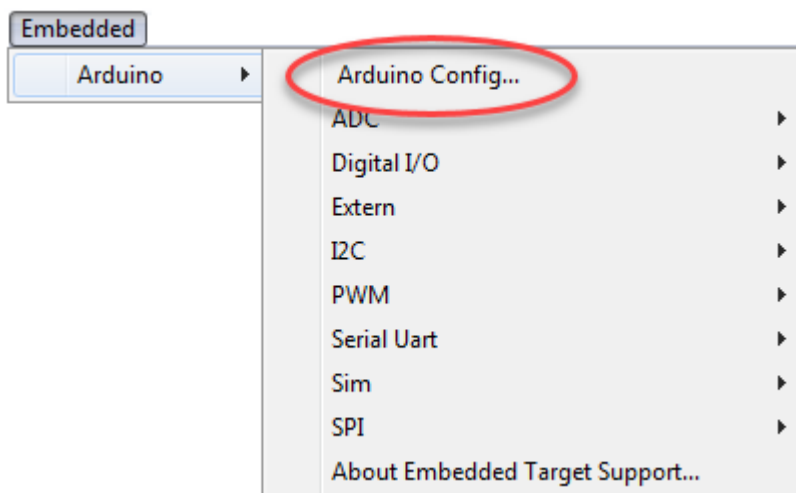 Embedded
Arduino
Arduino Config...
ADC
Digital I/O
Extern
I2C
PWM
Serial Uart
Sim
SPI
About Embedded Target Support...